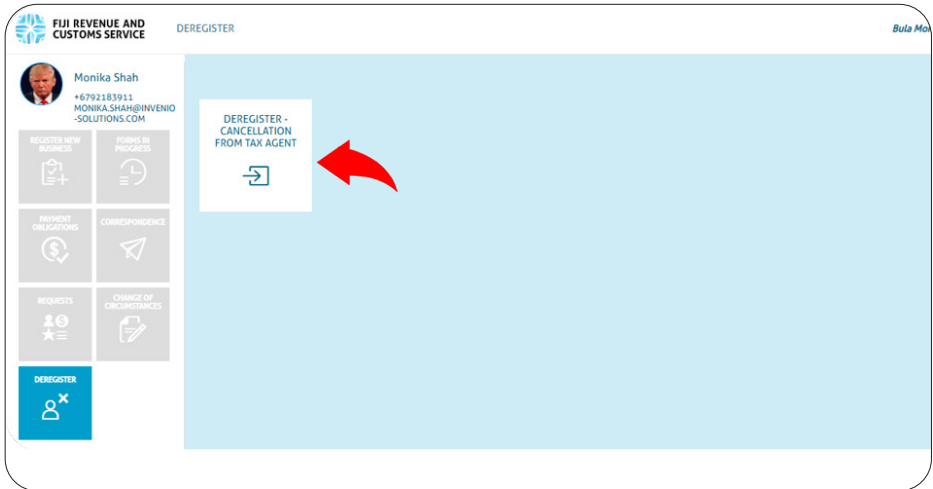 FIJI REVENUE AND
CUSTOMS SERVICE
DEREGISTER
Bula Mon
Monika Shah
+6792183911
MONIKA.SHAH@INVENIO
-SOLUTIONS.COM
REGISTER NEW
BUSINESS
FORMS IN
PROGRESS
PAYMENT
OBLIGATIONS
CORRESPONDENCE
REQUESTS
CHANGE OF
CIRCUMSTANCES
DEREGISTER
DEREGISTER -
CANCELLATION
FROM TAX AGENT